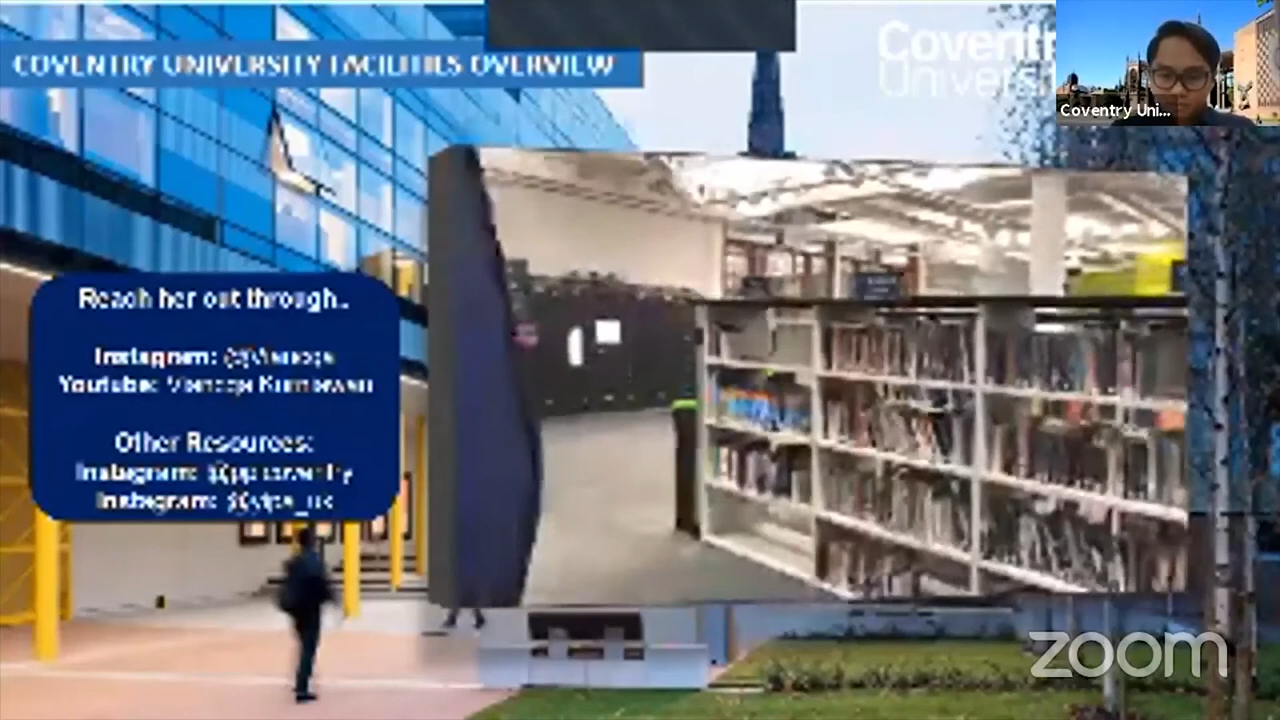 COVENTRY UNIVERSITY FACILITIES OVERVIEW
Coventry
University
Coventry Uni...
Reach her out through..
Instagram:
Youtube: Kurniawan
Other Resources:
Instagram:
Instagram:
zoom